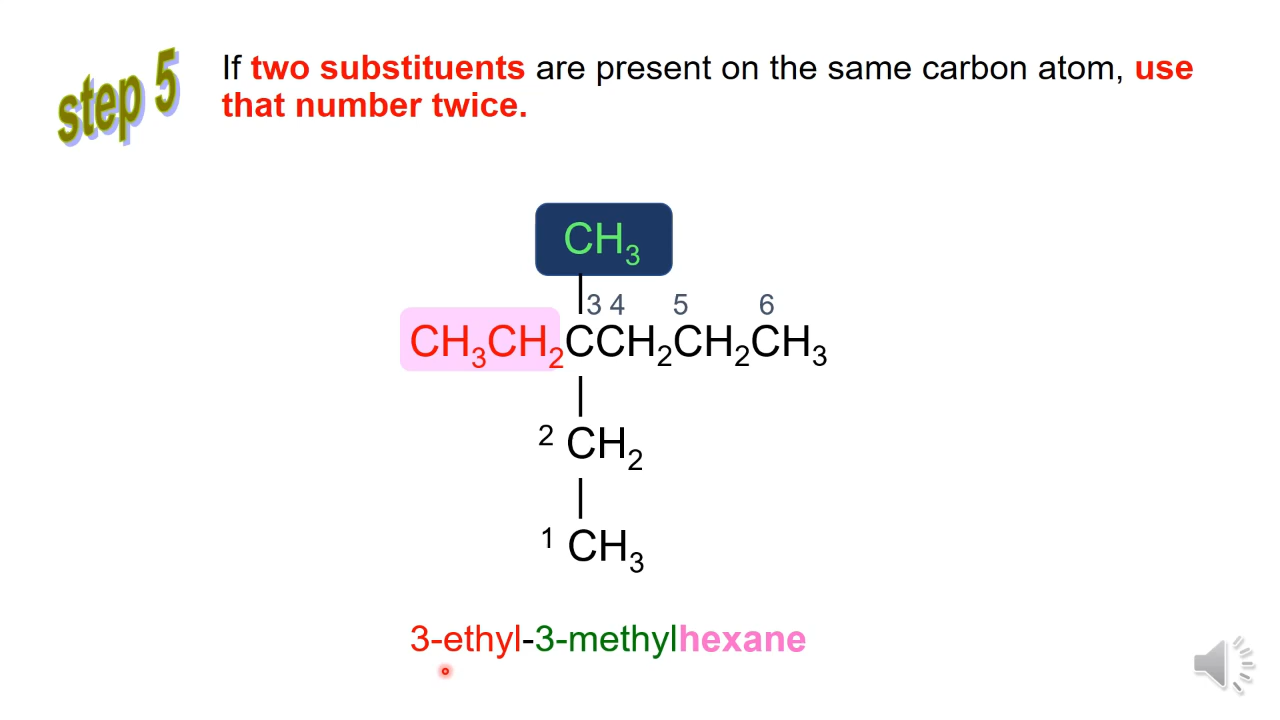 step 5
If two substituents are present on the same carbon atom, use
that number twice.
CH₃
3 4 5 6
CH₃CH₂CCH₂CH₂CH₃
2 CH₂
1 CH₃
3-ethyl-3-methylhexane